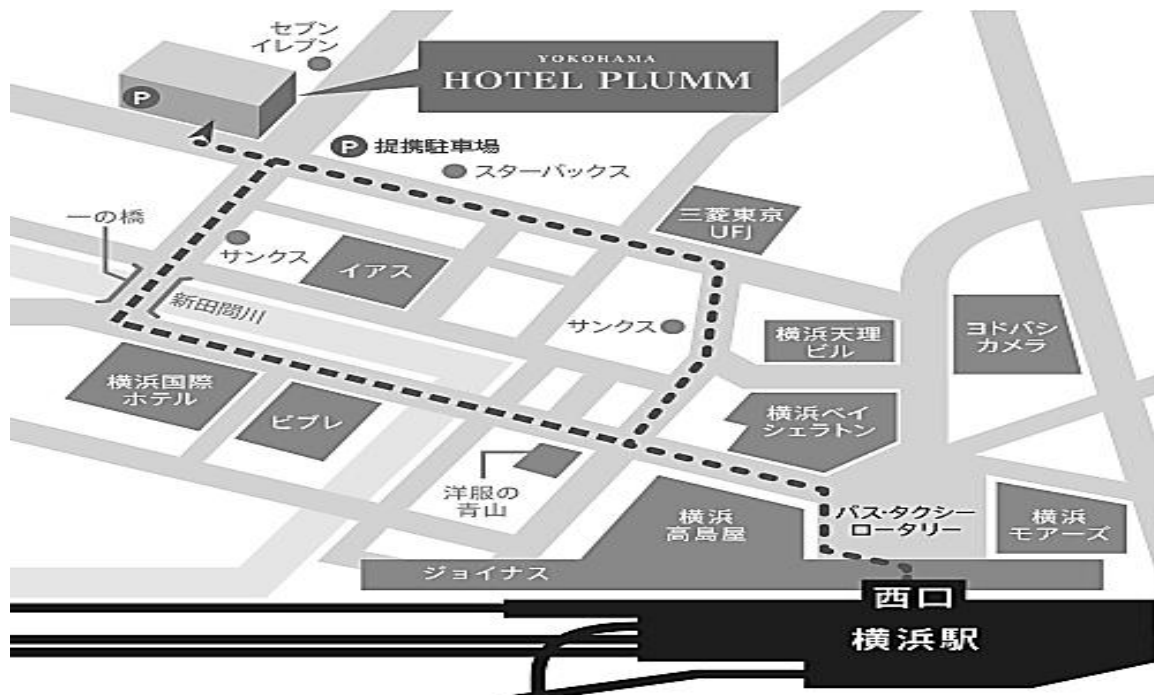 セブン
イレブン
YOKOHAMA
HOTEL PLUMM
P
P 提携駐車場
スターバックス
三菱東京
UFJ
一の橋
サンクス
イアス
新田間川
サンクス
横浜天理
ビル
ヨドバシ
カメラ
横浜国際
ホテル
ビブレ
横浜ベイ
シェラトン
洋服の
青山
横浜
高島屋
バス・タクシー
ロータリー
横浜
モアーズ
ジョイナス
西口
横浜駅